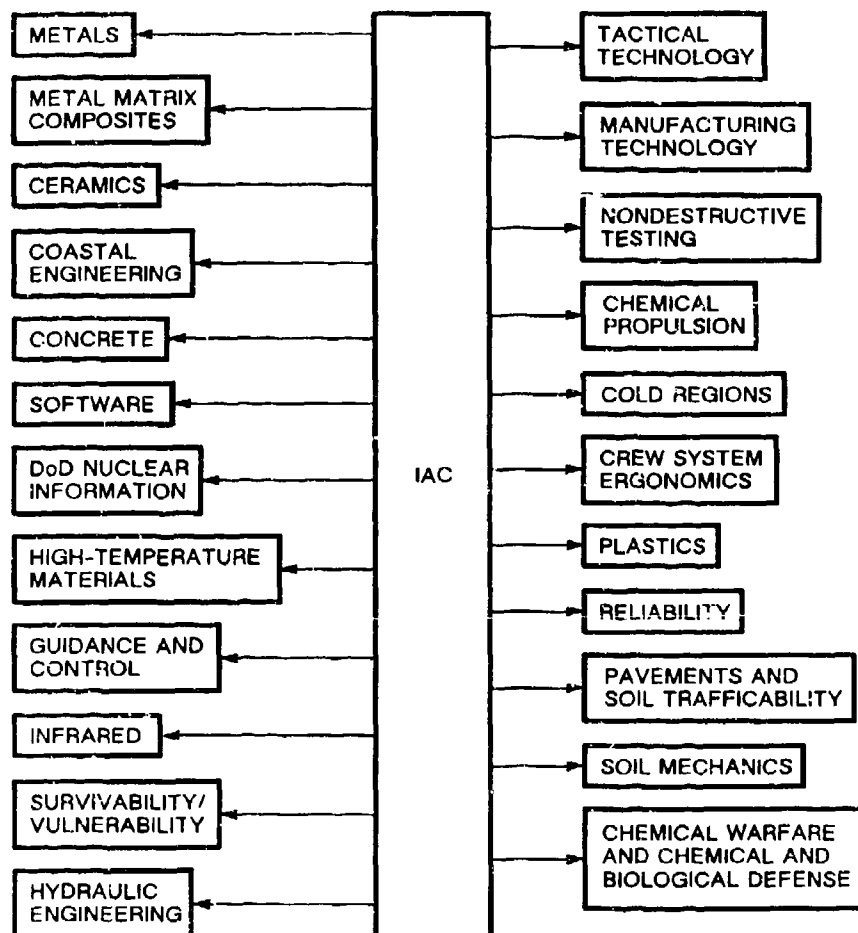 METALS
METAL MATRIX
COMPOSITES
CERAMICS
COASTAL
ENGINEERING
CONCRETE
SOFTWARE
DoD NUCLEAR
INFORMATION
HIGH-TEMPERATURE
MATERIALS
GUIDANCE AND
CONTROL
INFRARED
SURVIVABILITY/
VULNERABILITY
HYDRAULIC
ENGINEERING
IAC
TACTICAL
TECHNOLOGY
MANUFACTURING
TECHNOLOGY
NONDESTRUCTIVE
TESTING
CHEMICAL
PROPULSION
COLD REGIONS
CREW SYSTEM
ERGONOMICS
PLASTICS
RELIABILITY
PAVEMENTS AND
SOIL TRAFFICABILITY
SOIL MECHANICS
CHEMICAL WARFARE
AND CHEMICAL AND
BIOLOGICAL DEFENSE